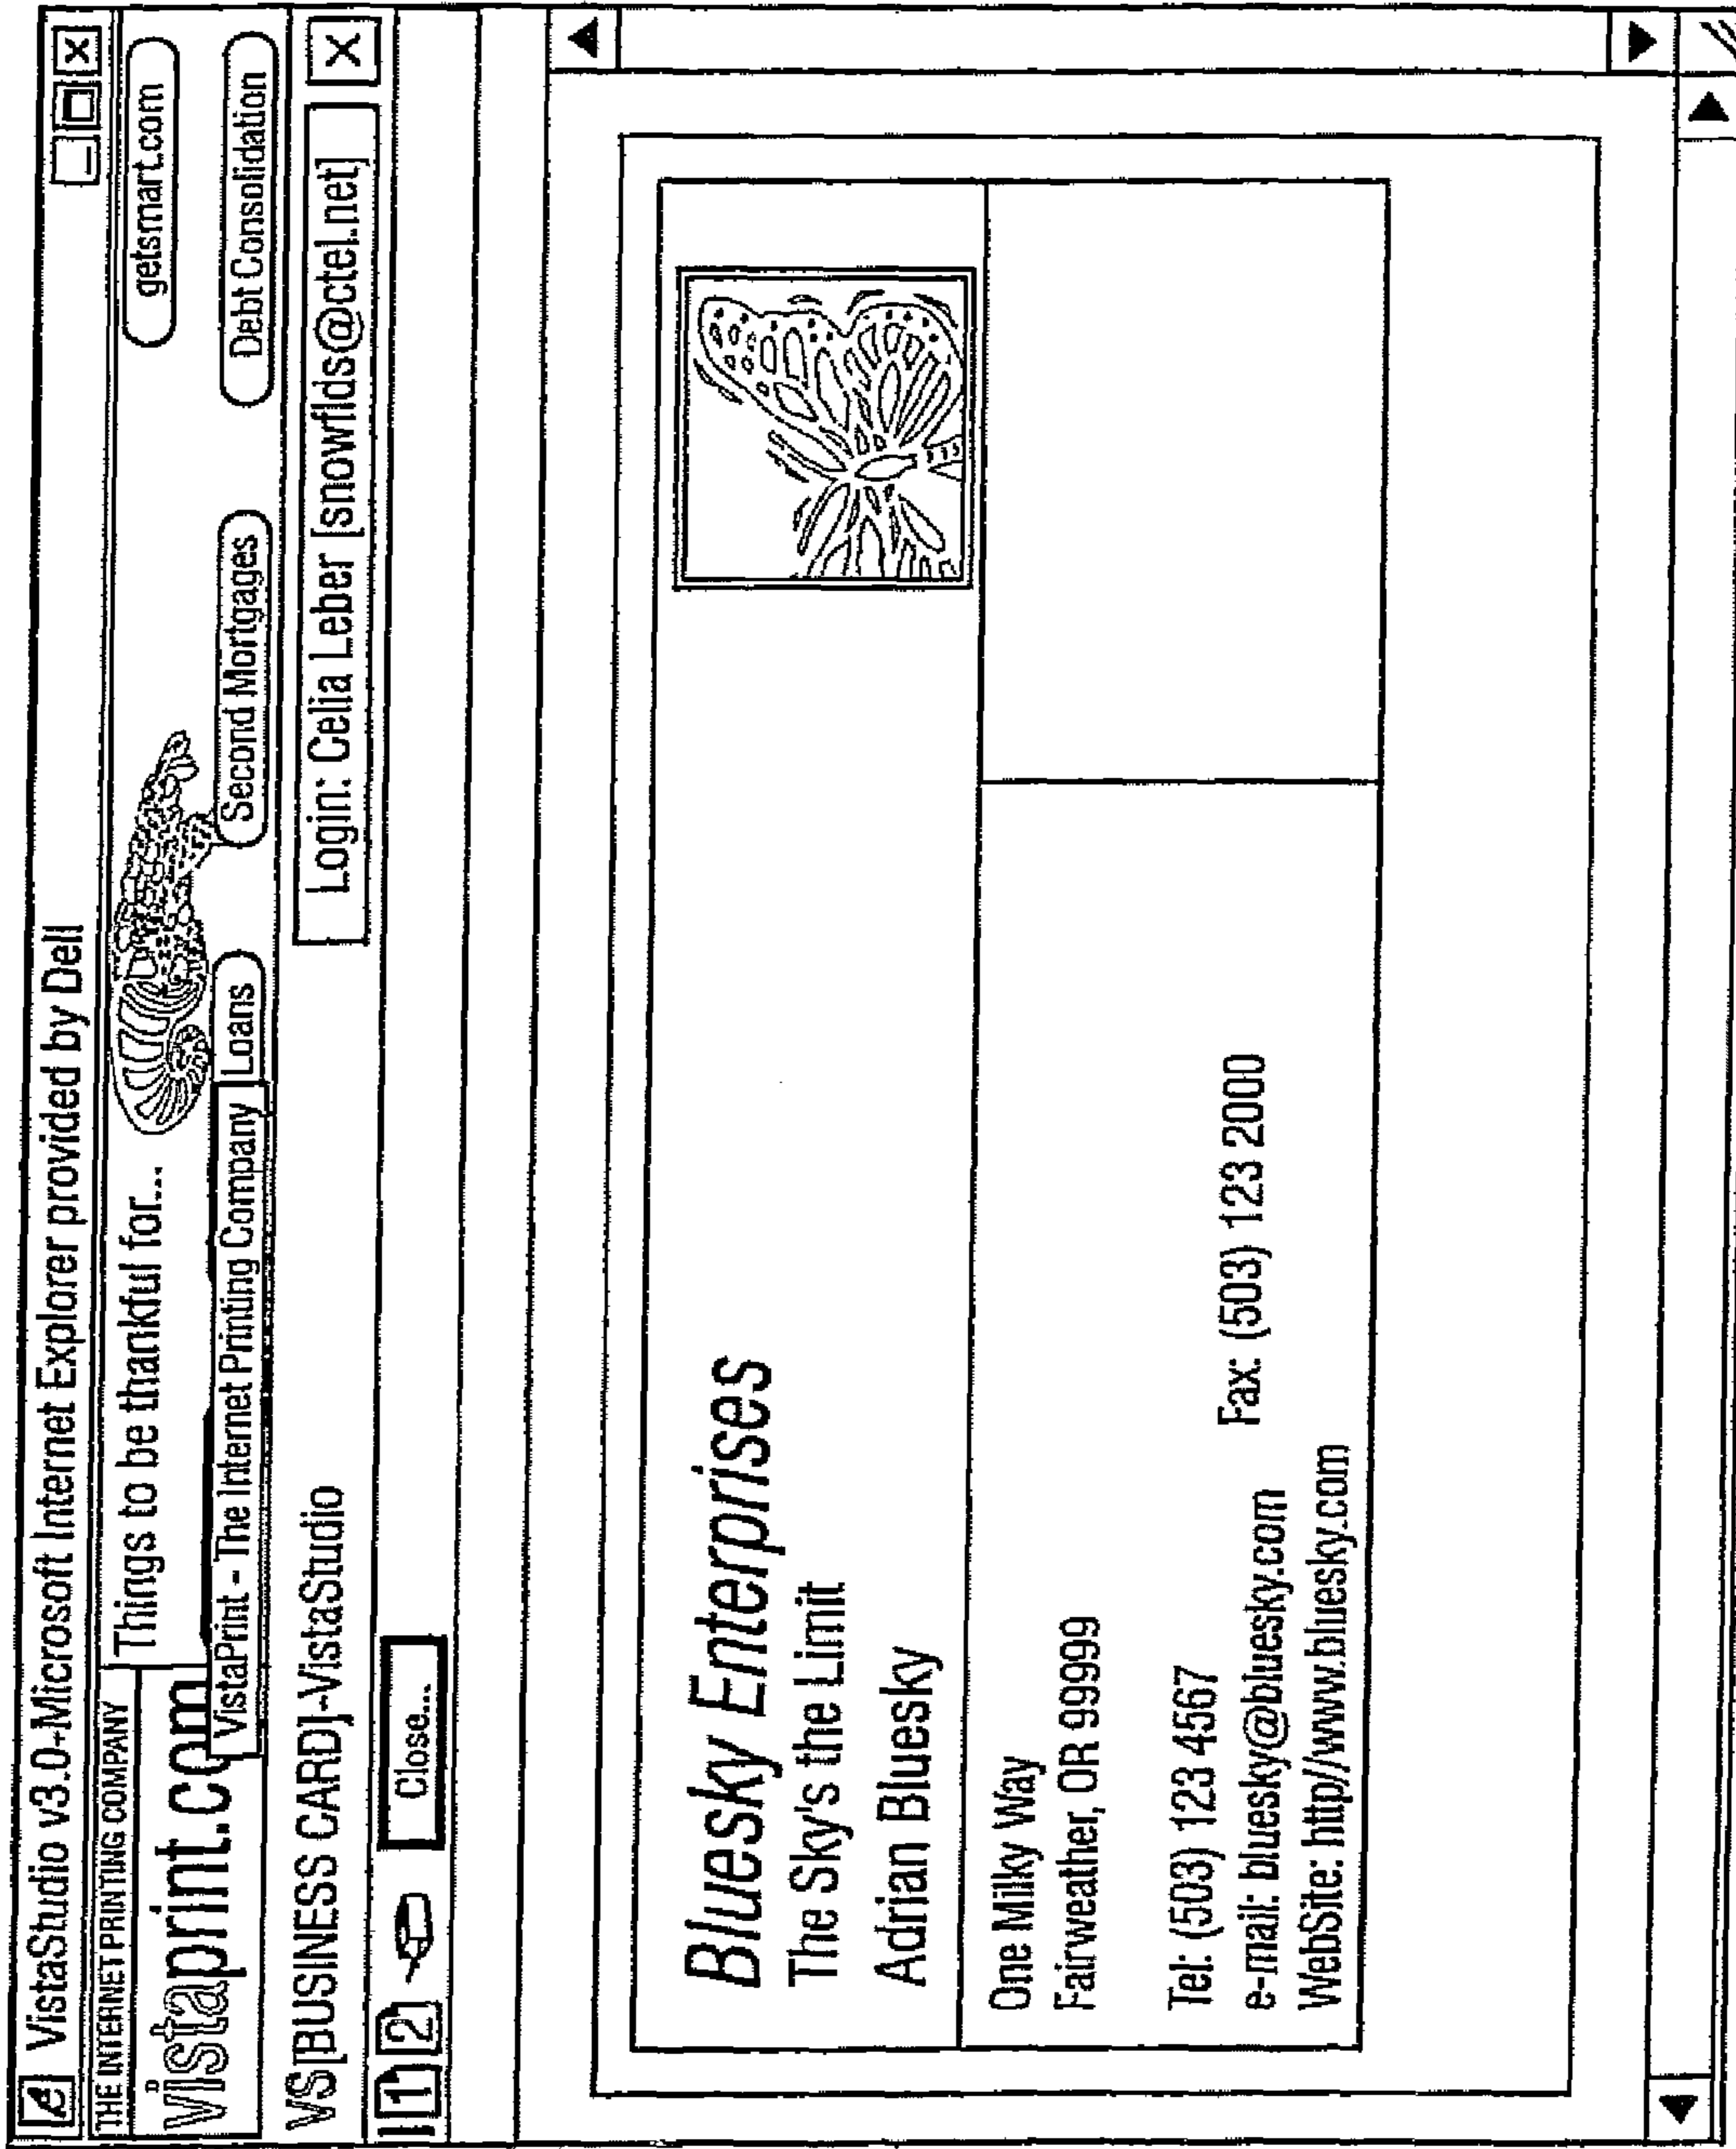 VistaStudio v3.0-Microsoft Internet Explorer provided by Dell
THE INTERNET PRINTING COMPANY
vistaprint.com
Things to be thankful for...
getsmart.com
VistaPrint - The Internet Printing Company
Loans
Second Mortgages
Debt Consolidation
VS[BUSINESS CARD]-VistaStudio
Login: Celia Leber [snowflds@ctel.net]
1 2
Close...
Bluesky Enterprises
The Sky's the Limit
Adrian Bluesky
One Milky Way
Fairweather, OR 99999
Tel: (503) 123 4567
Fax: (503) 123 2000
e-mail: bluesky@bluesky.com
WebSite: http//www.bluesky.com